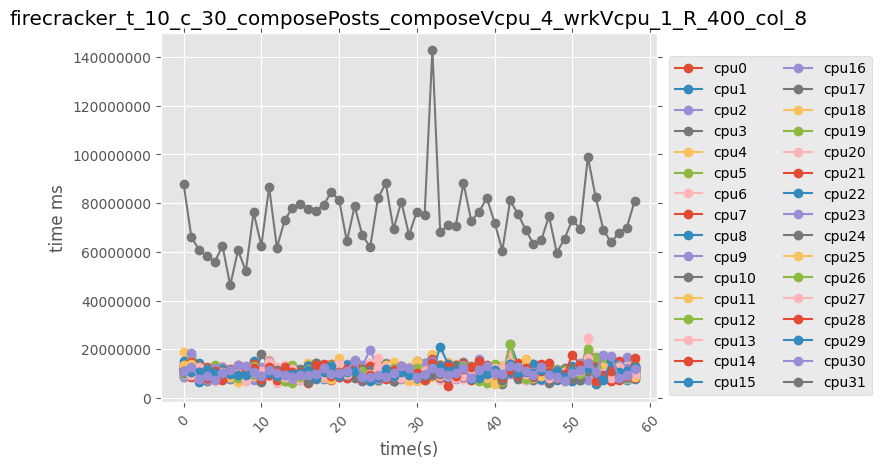 firecracker_t_10_c_30_composePosts_composeVcpu_4_wrkVcpu_1_R_400_col_8
time ms
140000000
120000000
100000000
80000000
60000000
40000000
20000000
0
0
10
20
30
40
50
60
time(s)
cpu0
cpu1
cpu2
cpu3
cpu4
cpu5
cpu6
cpu7
cpu8
cpu9
cpu10
cpu11
cpu12
cpu13
cpu14
cpu15
cpu16
cpu17
cpu18
cpu19
cpu20
cpu21
cpu22
cpu23
cpu24
cpu25
cpu26
cpu27
cpu28
cpu29
cpu30
cpu31